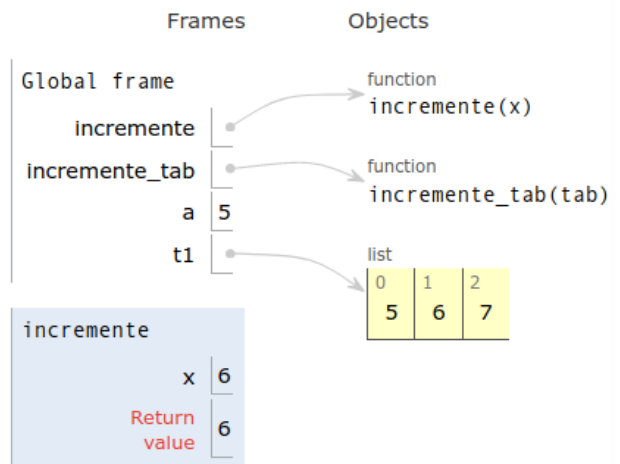 Frames Objects
Global frame
function
incremente(x)
incremente
function
incremente_tab
incremente_tab(tab)
a 5
t1
list
0 1 2
5 6 7
incremente
x 6
Return
value 6